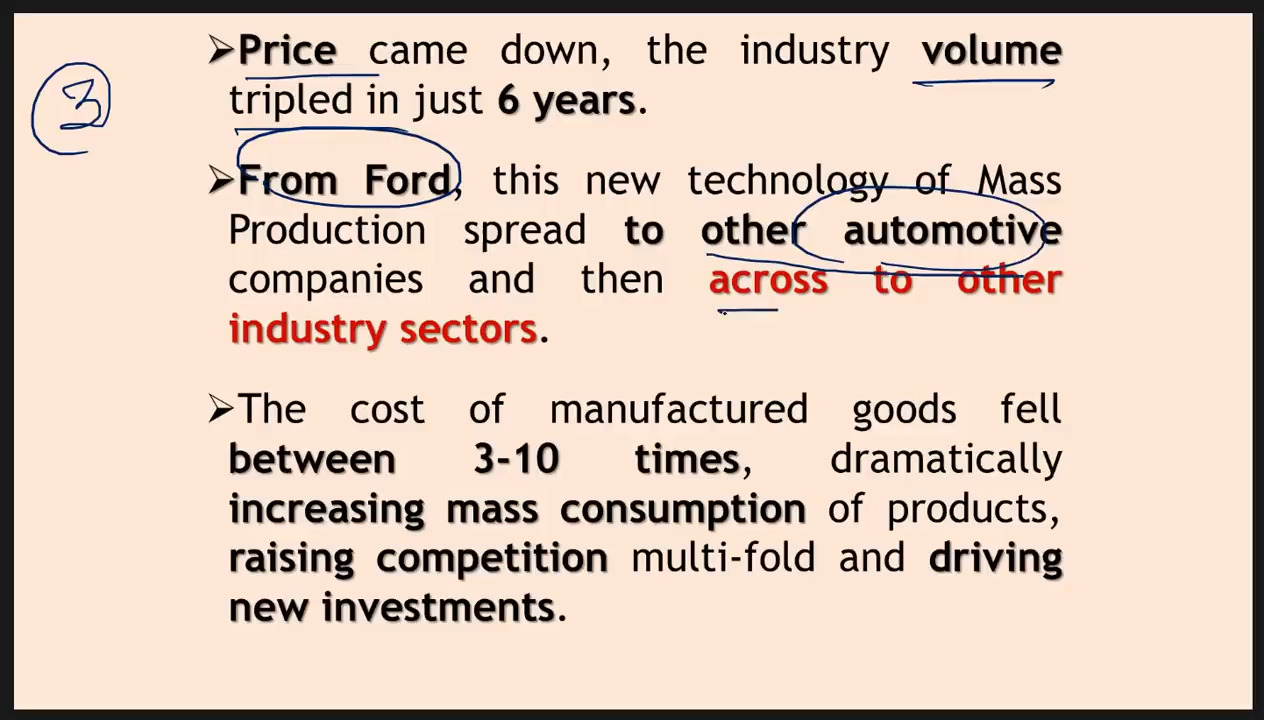 3
➢Price came down, the industry volume
tripled in just 6 years.
➢From Ford, this new technology of Mass
Production spread to other automotive
companies and then across to other
industry sectors.
➢The cost of manufactured goods fell
between 3-10 times, dramatically
increasing mass consumption of products,
raising competition multi-fold and driving
new investments.